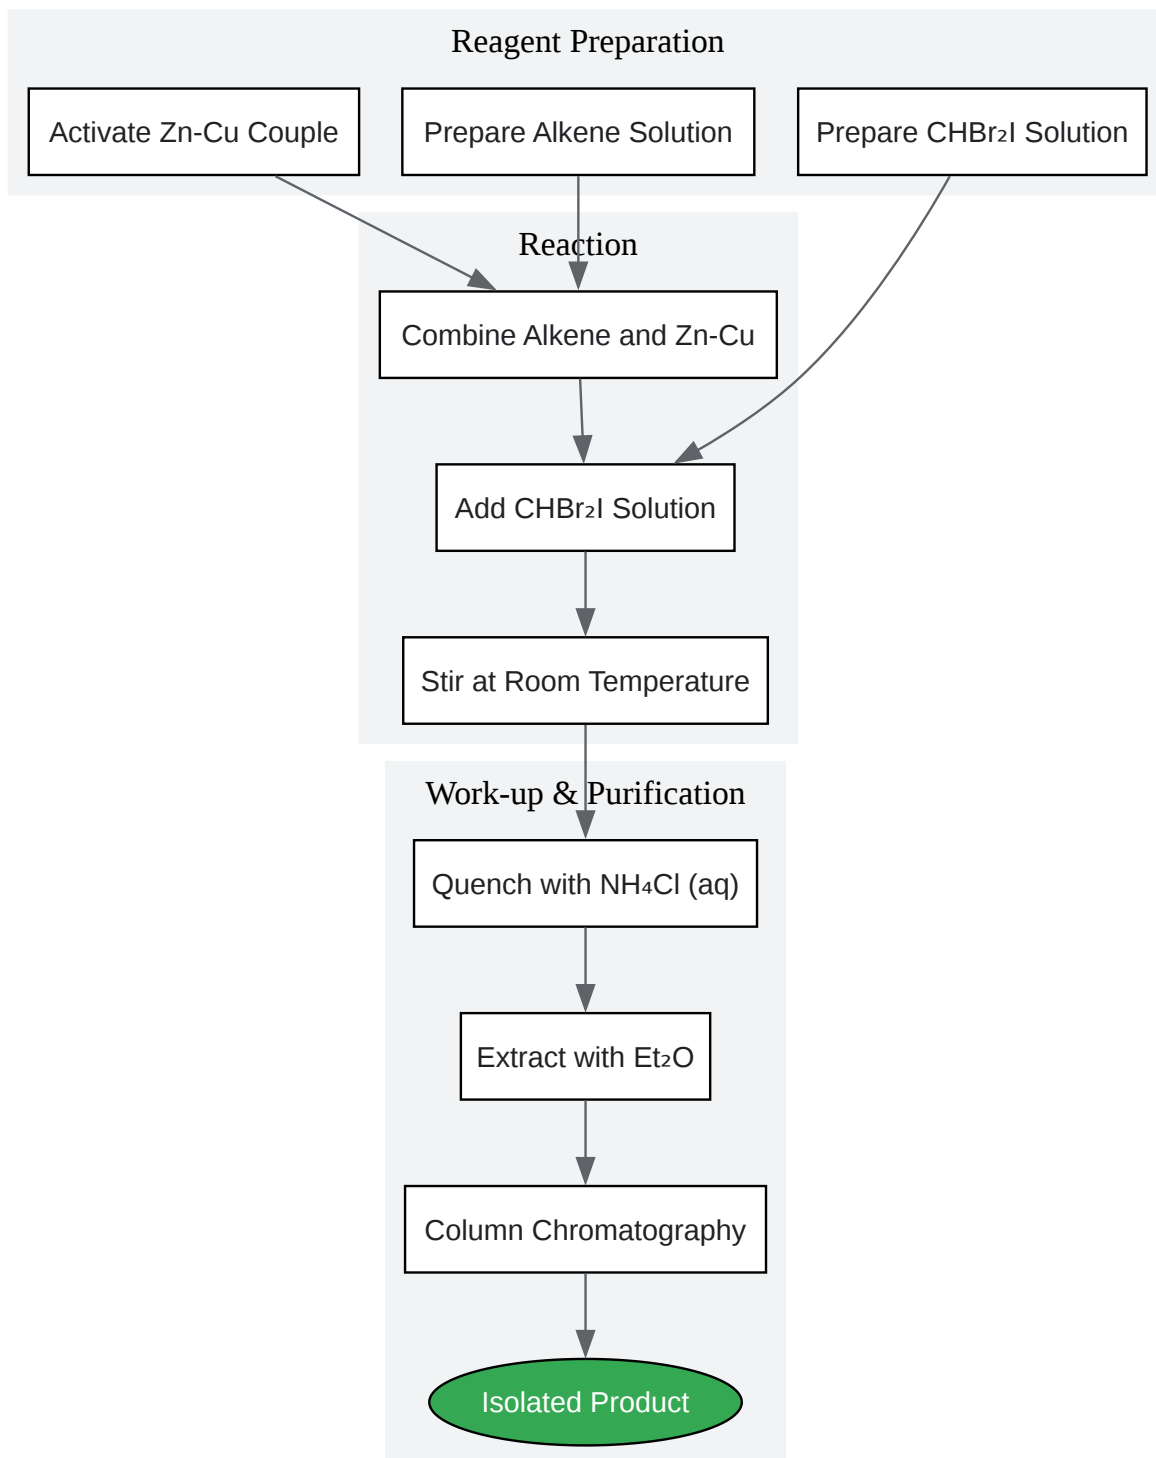 Reagent Preparation
Activate Zn-Cu Couple
Prepare Alkene Solution
Prepare CHBr₂I Solution
Reaction
Combine Alkene and Zn-Cu
Add CHBr₂I Solution
Stir at Room Temperature
Work-up & Purification
Quench with NH₄Cl (aq)
Extract with Et₂O
Column Chromatography
Isolated Product